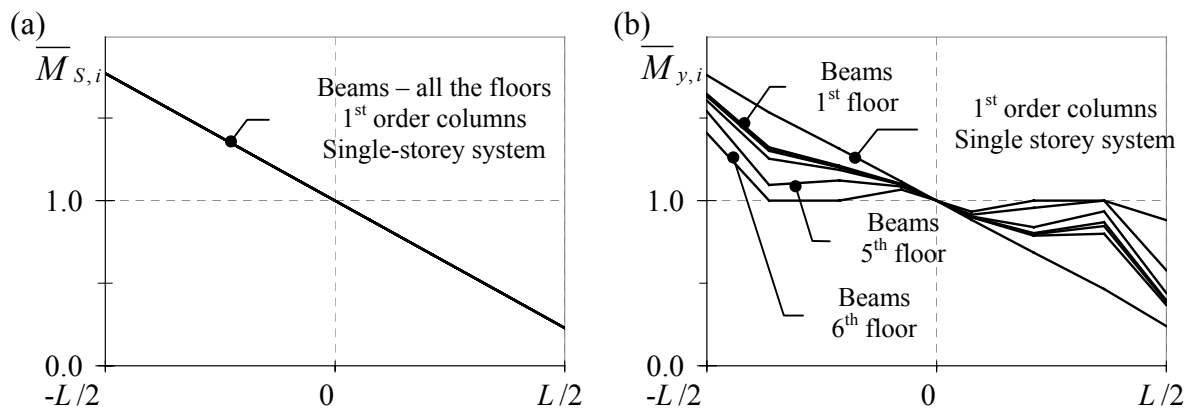 (a)
M̅ S,i
Beams – all the floors
1st order columns
Single-storey system
1.0
0.0
-L/2
0
L/2
(b)
M̅ y,i
Beams
1st floor
1st order columns
Single storey system
1.0
Beams
5th floor
Beams
6th floor
0.0
-L/2
0
L/2